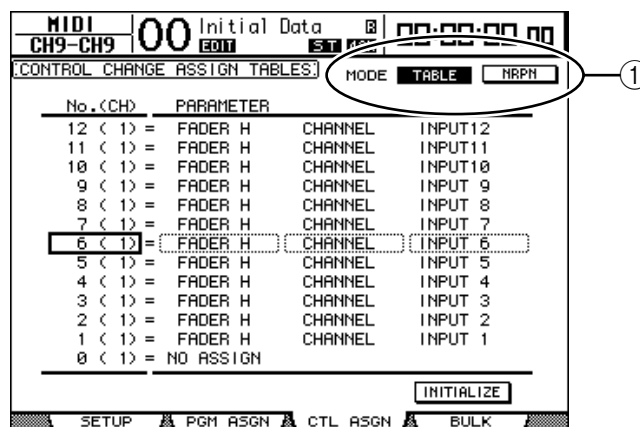 MIDI
CH9-CH9
00 Initial Data
EDIT
ST
00:00:00.00
CONTROL CHANGE ASSIGN TABLES
MODE TABLE NRPN
1
No.(CH) PARAMETER
12 ( 1) = FADER H CHANNEL INPUT12
11 ( 1) = FADER H CHANNEL INPUT11
10 ( 1) = FADER H CHANNEL INPUT10
9 ( 1) = FADER H CHANNEL INPUT 9
8 ( 1) = FADER H CHANNEL INPUT 8
7 ( 1) = FADER H CHANNEL INPUT 7
6 ( 1) = FADER H CHANNEL INPUT 6
5 ( 1) = FADER H CHANNEL INPUT 5
4 ( 1) = FADER H CHANNEL INPUT 4
3 ( 1) = FADER H CHANNEL INPUT 3
2 ( 1) = FADER H CHANNEL INPUT 2
1 ( 1) = FADER H CHANNEL INPUT 1
0 ( 1) = NO ASSIGN
INITIALIZE
SETUP PGM ASGN CTL ASGN BULK